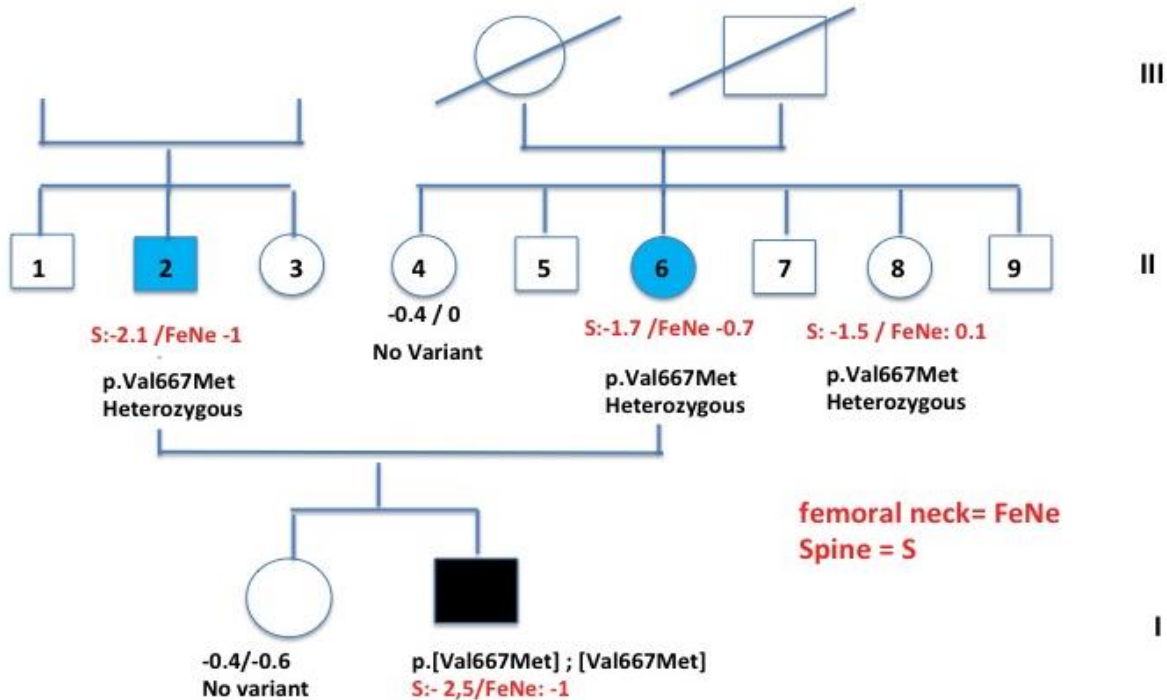 III
1
2
3
4
5
6
7
8
9
II
S:-2.1 /FeNe -1
p.Val667Met
Heterozygous
-0.4 / 0
No Variant
S:-1.7 /FeNe -0.7
p.Val667Met
Heterozygous
S: -1.5 / FeNe: 0.1
p.Val667Met
Heterozygous
femoral neck= FeNe
Spine = S
I
-0.4/-0.6
No variant
p.[Val667Met] ; [Val667Met]
S:- 2,5/FeNe: -1